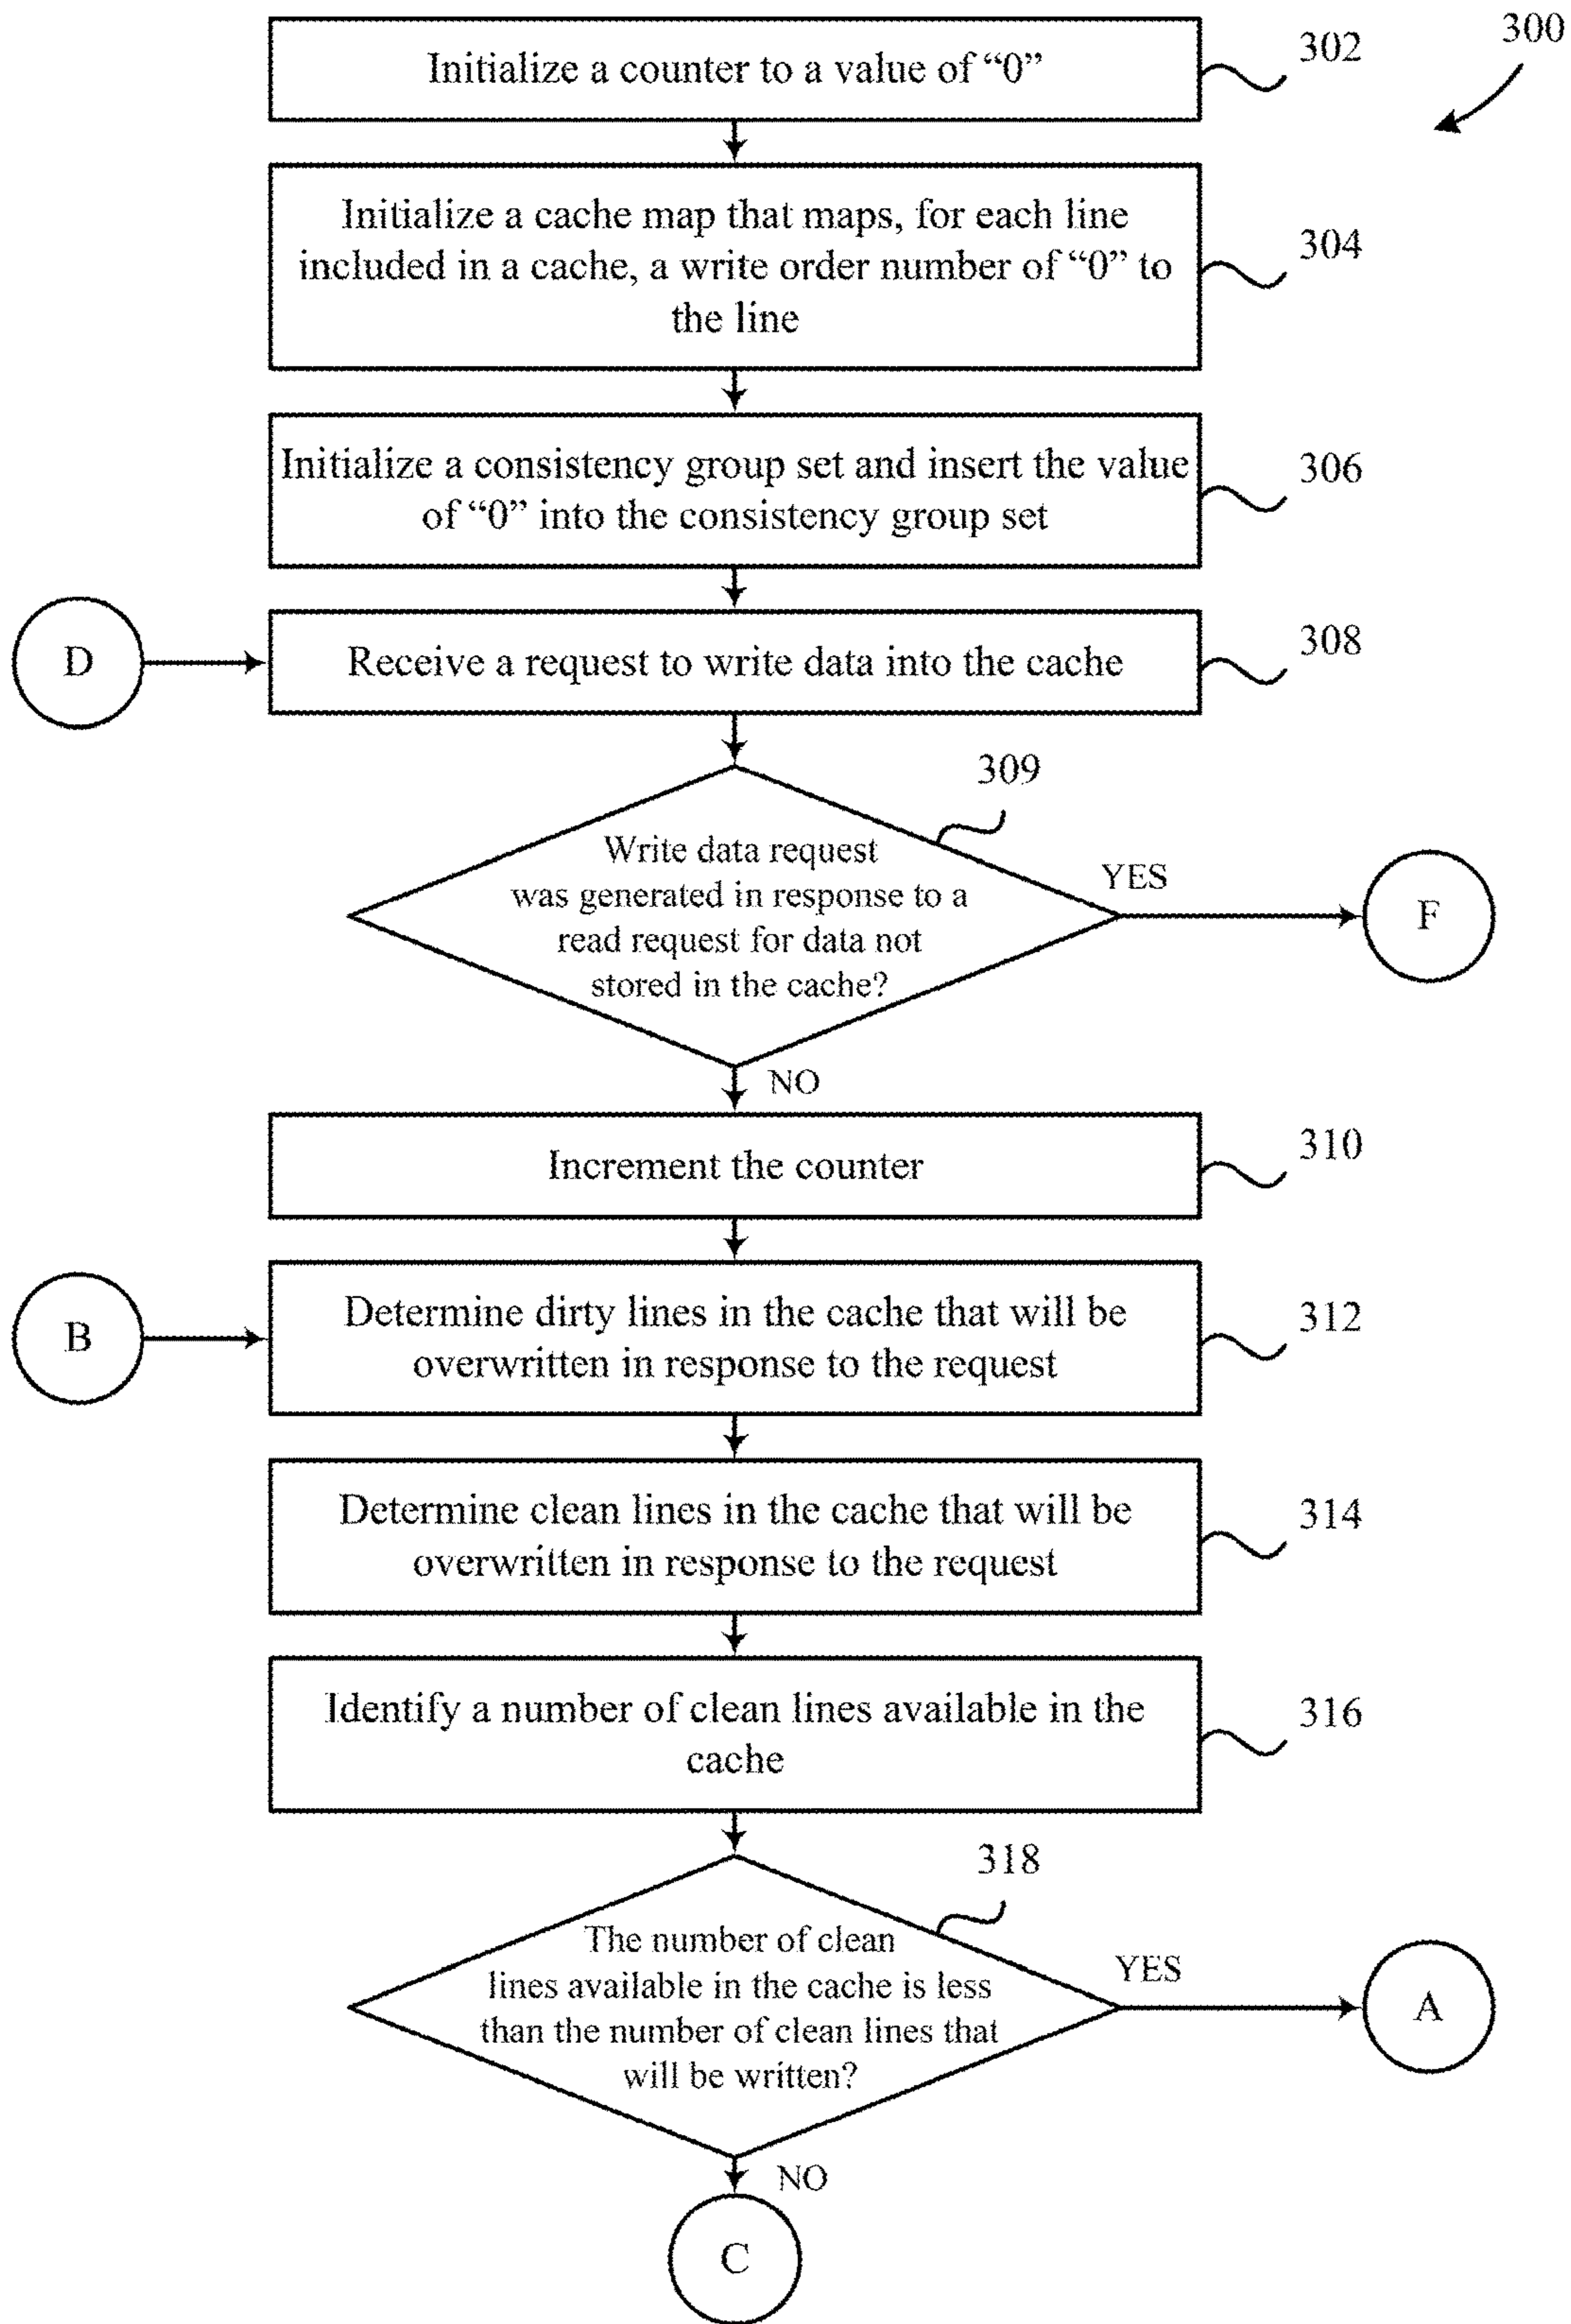 300
Initialize a counter to a value of “0”
302
Initialize a cache map that maps, for each line
included in a cache, a write order number of “0” to
the line
304
Initialize a consistency group set and insert the value
of “0” into the consistency group set
306
D
Receive a request to write data into the cache
308
309
Write data request
was generated in response to a
read request for data not
stored in the cache?
YES
F
NO
Increment the counter
310
B
Determine dirty lines in the cache that will be
overwritten in response to the request
312
Determine clean lines in the cache that will be
overwritten in response to the request
314
Identify a number of clean lines available in the
cache
316
318
The number of clean
lines available in the cache is less
than the number of clean lines that
will be written?
YES
A
NO
C